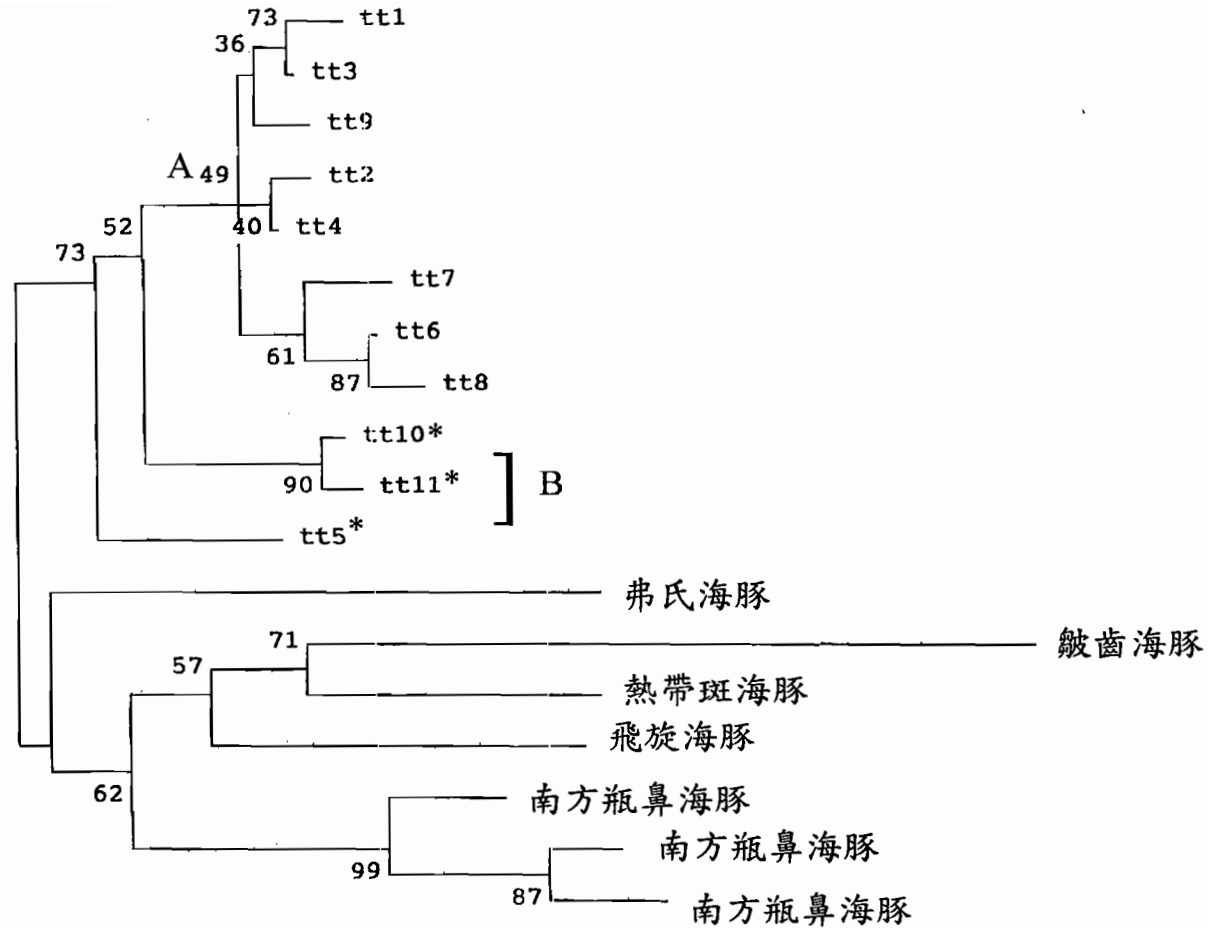 73 tt1
36
tt3
tt9
A 49 tt2
52 40 tt4
73
tt7
tt6
61
87 tt8
tt10*
90 tt11* B
tt5*
弗氏海豚
71 皺齒海豚
57
熱帶斑海豚
飛旋海豚
62 南方瓶鼻海豚
南方瓶鼻海豚
99
87 南方瓶鼻海豚